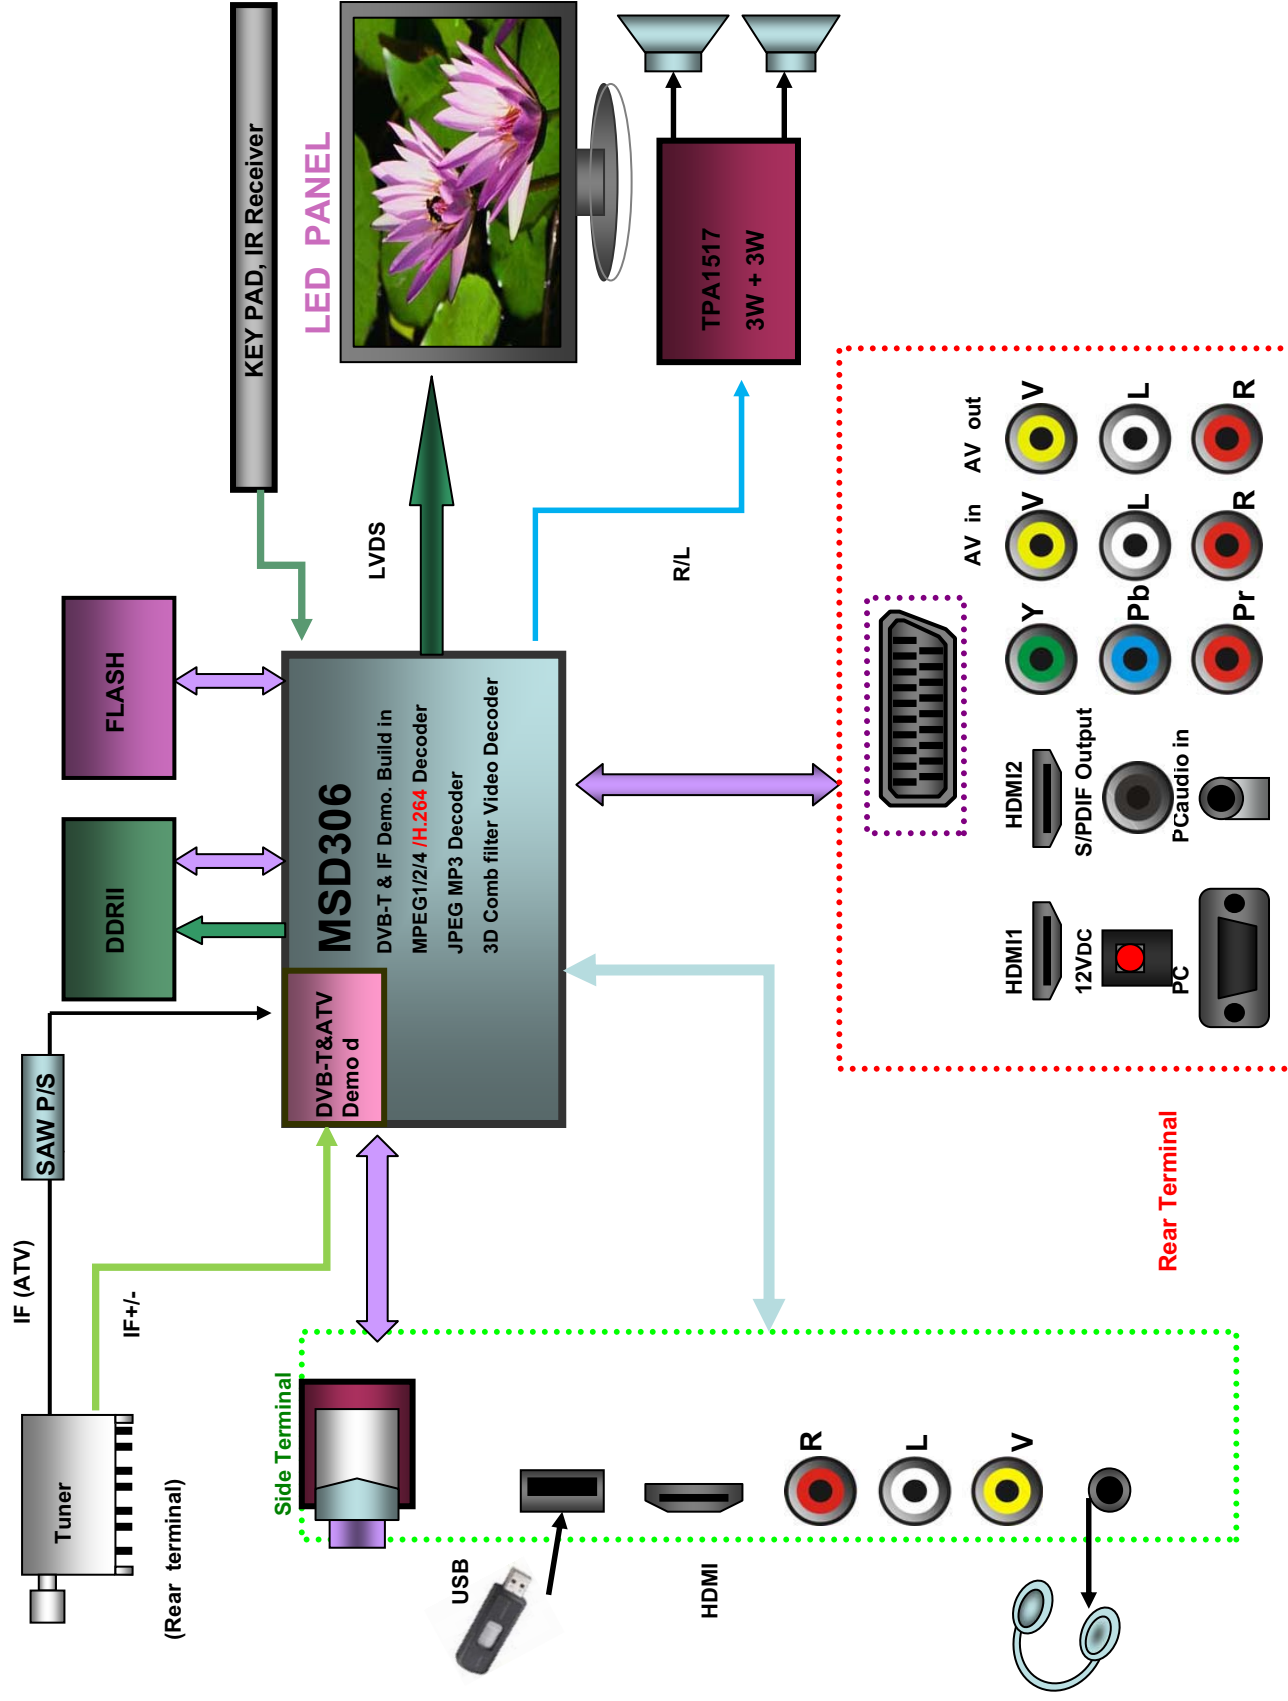 Tuner
(Rear terminal)
IF (ATV)
IF+/-
SAW P/S
DDRII
FLASH
KEY PAD, IR Receiver
LED PANEL
DVB-T&ATV
Demo d
MSD306
DVB-T & IF Demo. Build in
MPEG1/2/4 /H.264 Decoder
JPEG MP3 Decoder
3D Comb filter Video Decoder
LVDS
R/L
TPA1517
3W + 3W
Side Terminal
USB
HDMI
R
L
V
Rear Terminal
AV in
AV out
HDMI1
HDMI2
Y
V
V
12VDC
S/PDIF Output
Pb
L
L
PC
PCaudio in
Pr
R
R